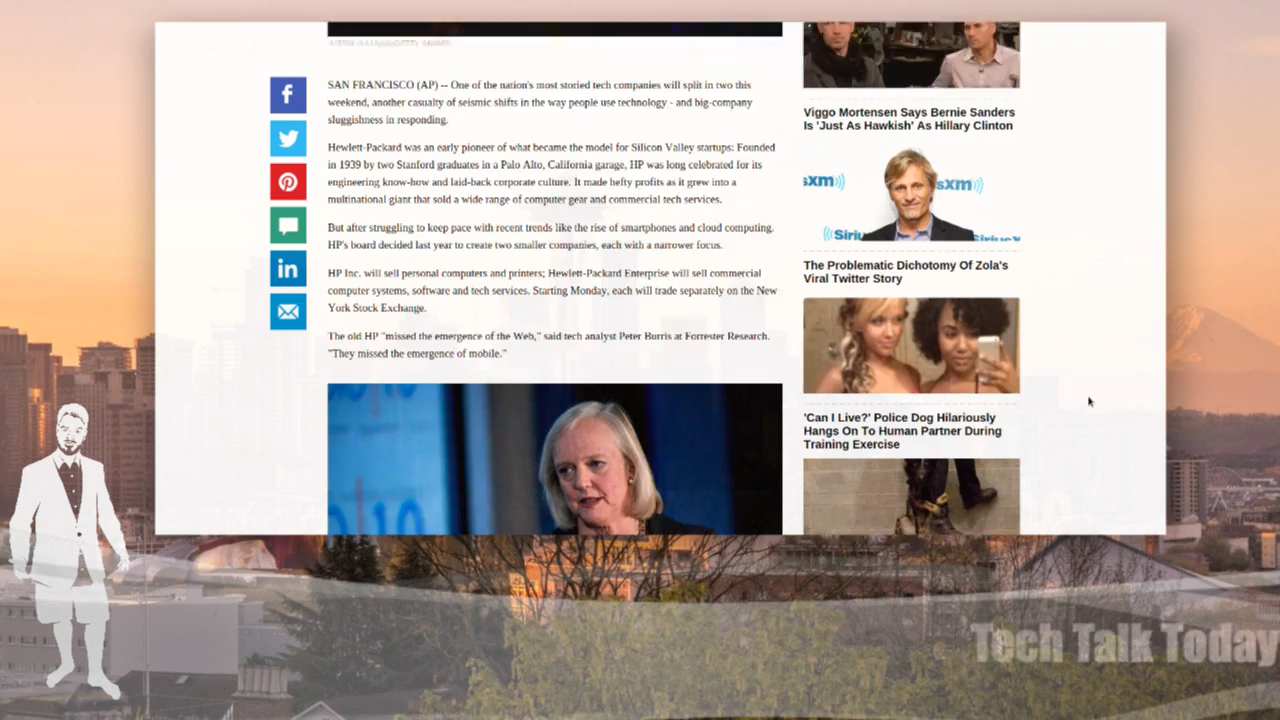 SAN FRANCISCO (AP) -- One of the nation's most storied tech companies will split in two this
weekend, another casualty of seismic shifts in the way people use technology - and big-company
sluggishness in responding.
Hewlett-Packard was an early pioneer of what became the model for Silicon Valley startups: Founded
in 1939 by two Stanford graduates in a Palo Alto, California garage, HP was long celebrated for its
engineering know-how and laid-back corporate culture. It made hefty profits as it grew into a
multinational giant that sold a wide range of computer gear and commercial tech services.
But after struggling to keep pace with recent trends like the rise of smartphones and cloud computing.
HP's board decided last year to create two smaller companies, each with a narrower focus.
HP Inc. will sell personal computers and printers; Hewlett-Packard Enterprise will sell commercial
computer systems, software and tech services. Starting Monday, each will trade separately on the New
York Stock Exchange.
The old HP "missed the emergence of the Web," said tech analyst Peter Burris at Forrester Research.
"They missed the emergence of mobile."
Viggo Mortensen Says Bernie Sanders
Is 'Just As Hawkish' As Hillary Clinton
sxm
sxm
Siriu
SiriusX
The Problematic Dichotomy Of Zola's
Viral Twitter Story
'Can I Live?' Police Dog Hilariously
Hangs On To Human Partner During
Training Exercise
Tech Talk Today